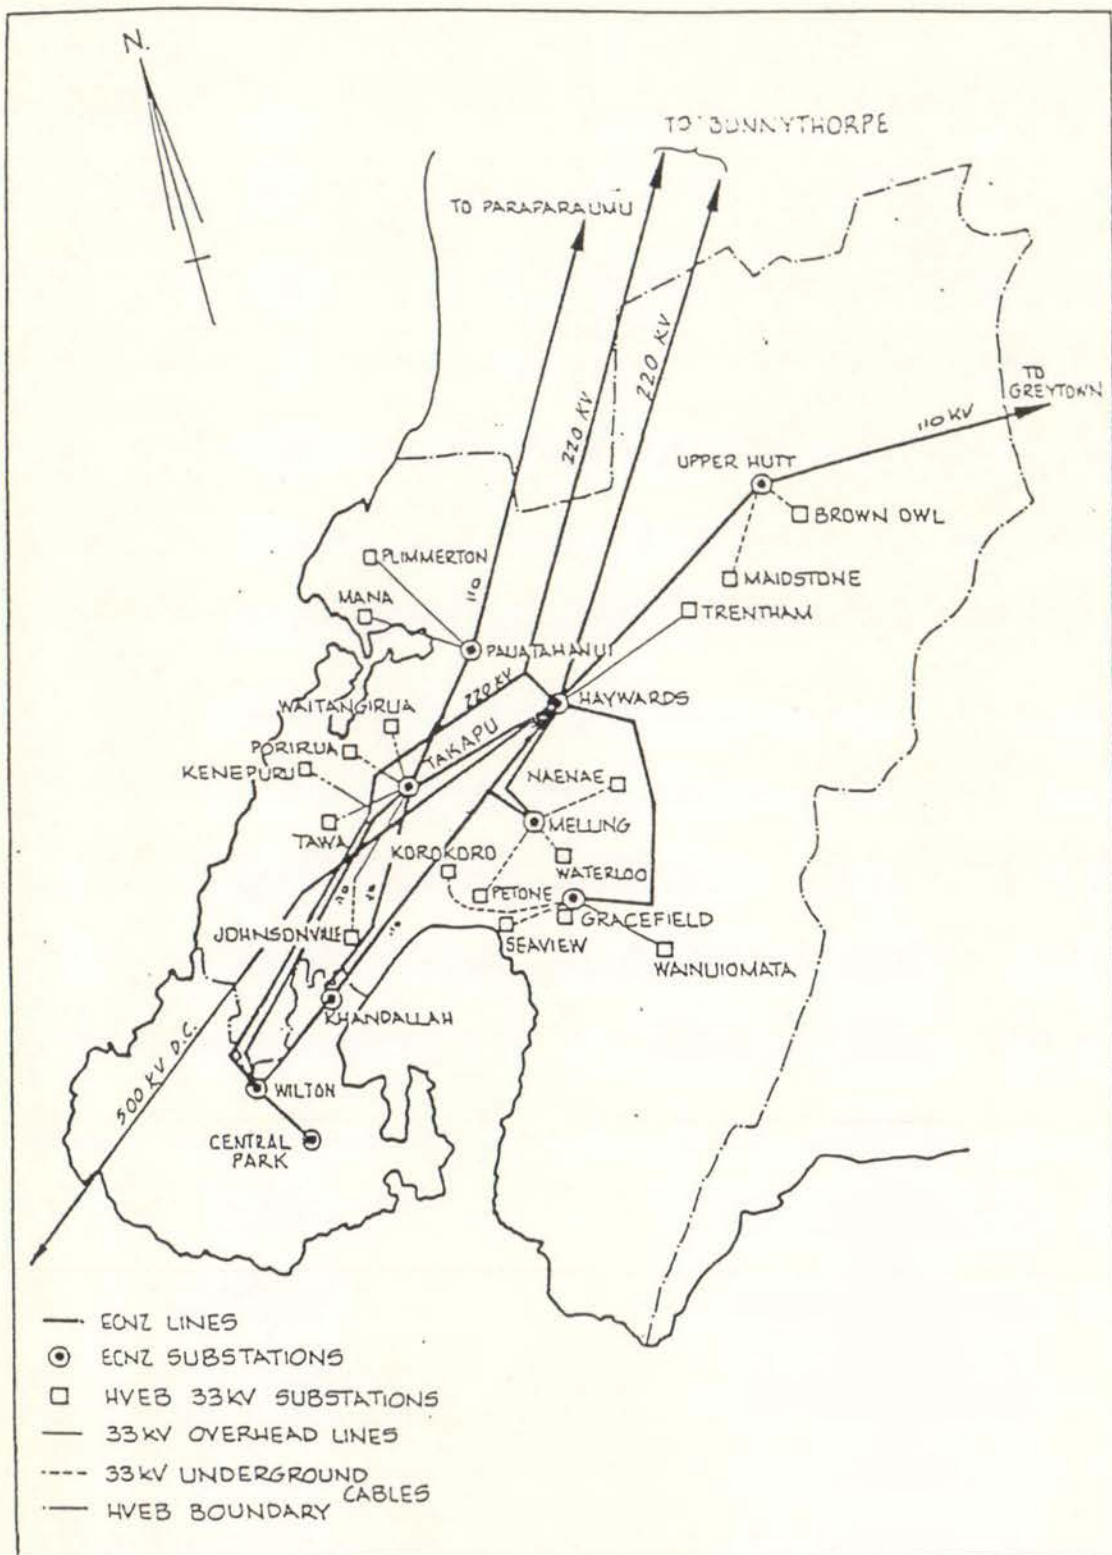 N.
TO BUNNYTHORPE
TO PARAPARAUMU
220 KV
220 KV
TO
GREYTOWN
110 KV
UPPER HUTT
BROWN OWL
PLIMMERTON
MAIDSTONE
110
MANA
TRENTHAM
PAUATAHANUI
220 KV
HAYWARDS
WAITANGIRUA
TAKAPU
PORIRUA
KENEPURU
NAENAE
TAWA
MELLING
KOROKORO
WATERLOO
110
110
PETONE
GRACEFIELD
JOHNSONVILLE
110
SEAVIEW
WAINUIOMATA
KHANDALLAH
500 KV D.C.
WILTON
CENTRAL
PARK
ECNZ LINES
ECNZ SUBSTATIONS
HVEB 33KV SUBSTATIONS
33KV OVERHEAD LINES
33KV UNDERGROUND
CABLES
HVEB BOUNDARY